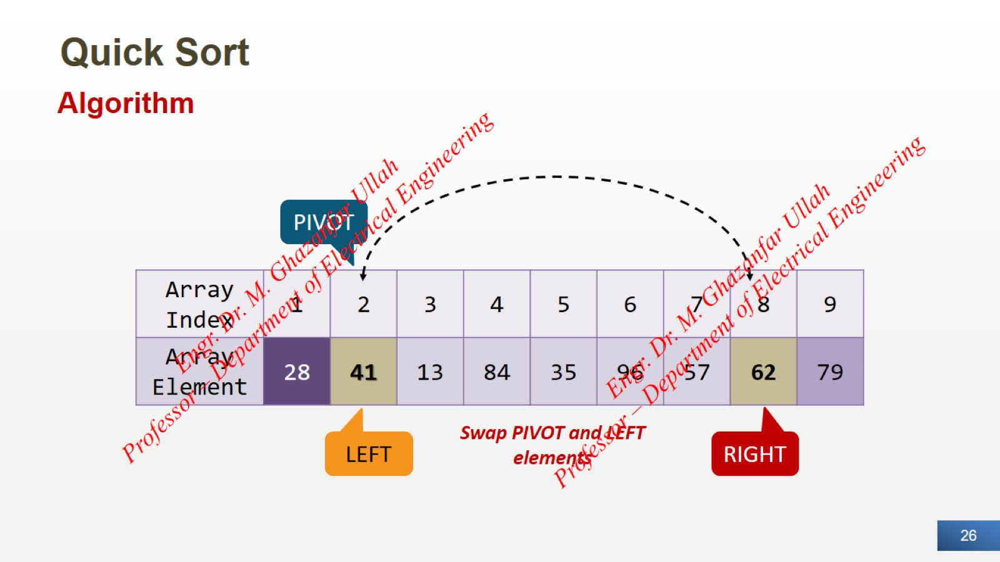 Quick Sort
Algorithm
PIVOT
Array Index 1 2 3 4 5 6 7 8 9
Array Element 28 41 13 84 35 96 57 62 79
LEFT
Swap PIVOT and LEFT
elements
RIGHT
Engr. Dr. M. Ghazanfar Ullah
Professor – Department of Electrical Engineering
Engr. Dr. M. Ghazanfar Ullah
Professor – Department of Electrical Engineering
26